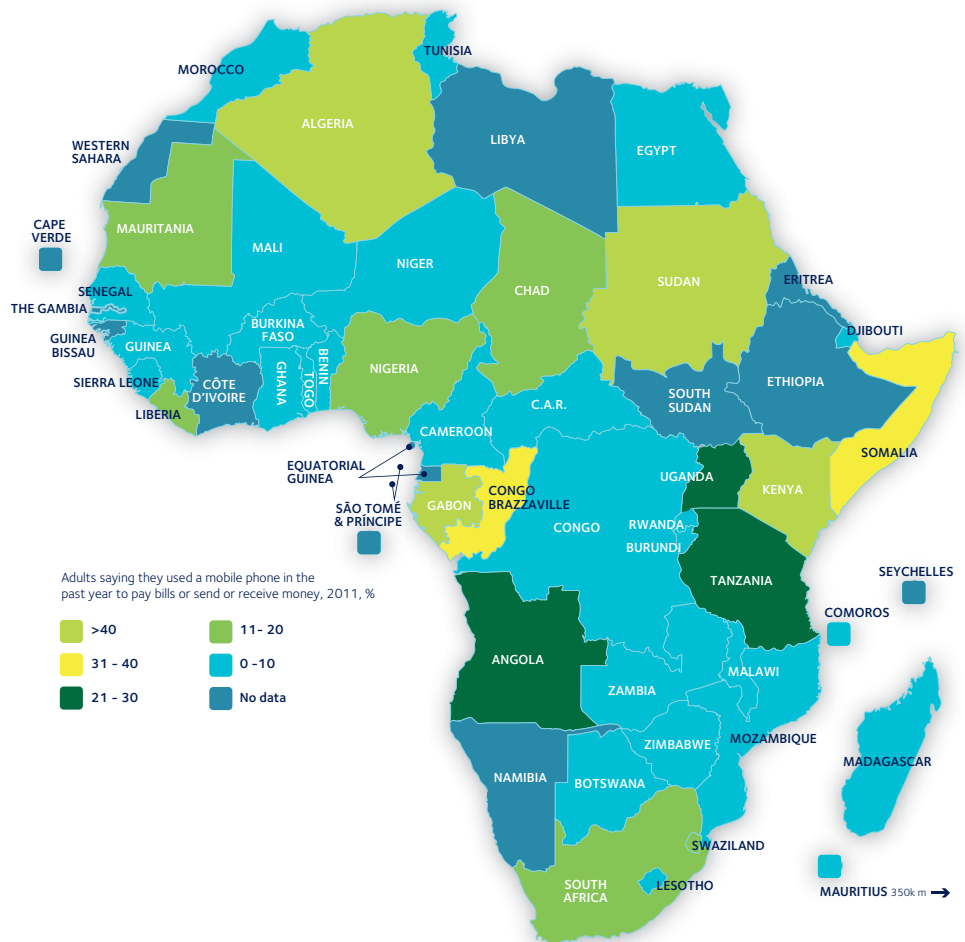 TUNISIA
MOROCCO
ALGERIA
LIBYA
EGYPT
WESTERN
SAHARA
CAPE
VERDE
MAURITANIA
MALI
NIGER
CHAD
SUDAN
ERITREA
SENEGAL
THE GAMBIA
GUINEA
BISSAU
GUINEA
BURKINA
FASO
DJIBOUTI
SIERRA LEONE
CÔTE
D'IVOIRE
GHANA
TOGO
BENIN
NIGERIA
SOUTH
SUDAN
ETHIOPIA
LIBERIA
C.A.R.
CAMEROON
SOMALIA
EQUATORIAL
GUINEA
UGANDA
KENYA
GABON
CONGO
BRAZZAVILLE
SÃO TOMÉ
& PRÍNCIPE
CONGO
RWANDA
BURUNDI
TANZANIA
SEYCHELLES
COMOROS
Adults saying they used a mobile phone in the
past year to pay bills or send or receive money, 2011, %
>40
11– 20
31 – 40
0 –10
21 – 30
No data
ANGOLA
ZAMBIA
MALAWI
MOZAMBIQUE
ZIMBABWE
MADAGASCAR
NAMIBIA
BOTSWANA
SWAZILAND
SOUTH
AFRICA
LESOTHO
MAURITIUS 350km